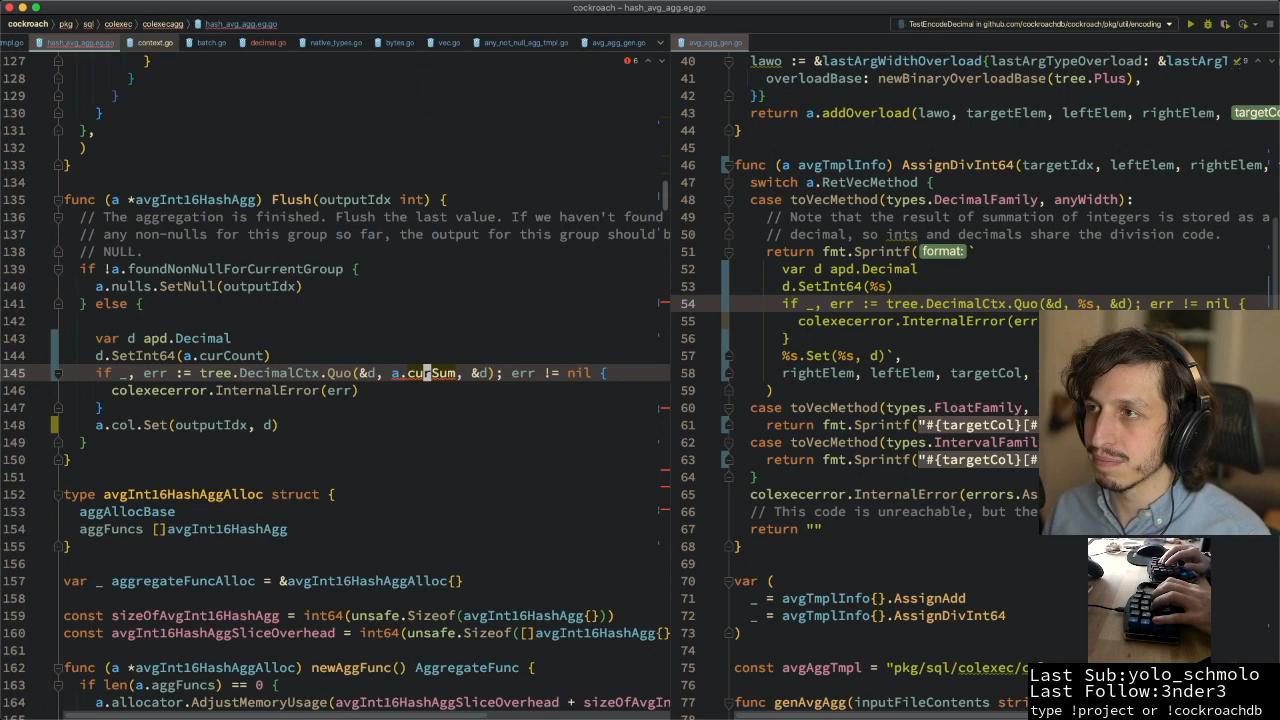 cockroach – hash_avg_agg.eg.go
cockroach › pkg › sql › colexec › colexecagg › hash_avg_agg.eg.go
TestEncodeDecimal in github.com/cockroachdb/cockroach/pkg/util/encoding
mpl.go hash_avg_agg.eg.go context.go batch.go decimal.go native_types.go bytes.go vec.go any_not_null_agg_tmpl.go avg_agg_gen.go avg_agg_gen.go
127 }
128 }
129 }
130 }
131 },
132 )
133 }
134
135 func (a *avgInt16HashAgg) Flush(outputIdx int) {
136 // The aggregation is finished. Flush the last value. If we haven't found
137 // any non-nulls for this group so far, the output for this group should b
138 // NULL.
139 if !a.foundNonNullForCurrentGroup {
140 a.nulls.SetNull(outputIdx)
141 } else {
142
143 var d apd.Decimal
144 d.SetInt64(a.curCount)
145 if _, err := tree.DecimalCtx.Quo(&d, a.curSum, &d); err != nil {
146 colexecerror.InternalError(err)
147 }
148 a.col.Set(outputIdx, d)
149 }
150 }
151
152 type avgInt16HashAggAlloc struct {
153 aggAllocBase
154 aggFuncs []avgInt16HashAgg
155 }
156
157 var _ aggregateFuncAlloc = &avgInt16HashAggAlloc{}
158
159 const sizeOfAvgInt16HashAgg = int64(unsafe.Sizeof(avgInt16HashAgg{}))
160 const avgInt16HashAggSliceOverhead = int64(unsafe.Sizeof([]avgInt16HashAgg{}
161
162 func (a *avgInt16HashAggAlloc) newAggFunc() AggregateFunc {
163 if len(a.aggFuncs) == 0 {
164 a.allocator.AdjustMemoryUsage(avgInt16HashAggSliceOverhead + sizeOfAvgInt16H
6
40 lawo := &lastArgWidthOverload{lastArgTypeOverload: &lastArgT
9
41 overloadBase: newBinaryOverloadBase(tree.Plus),
42 }}
43 return a.addOverload(lawo, targetElem, leftElem, rightElem, targetCo
44 }
45
46 func (a avgTmplInfo) AssignDivInt64(targetIdx, leftElem, rightElem,
47 switch a.RetVecMethod {
48 case toVecMethod(types.DecimalFamily, anyWidth):
49 // Note that the result of summation of integers is stored as a
50 // decimal, so ints and decimals share the division code.
51 return fmt.Sprintf( format: `
52 var d apd.Decimal
53 d.SetInt64(%s)
54 if _, err := tree.DecimalCtx.Quo(&d, %s, &d); err != nil {
55 colexecerror.InternalError(err
56 }
57 %s.Set(%s, d)`,
58 rightElem, leftElem, targetCol,
59 )
60 case toVecMethod(types.FloatFamily,
61 return fmt.Sprintf("#{targetCol}[#
62 case toVecMethod(types.IntervalFamil
63 return fmt.Sprintf("#{targetCol}[#
64 }
65 colexecerror.InternalError(errors.As
66 // This code is unreachable, but the
67 return ""
68 }
70 var (
71 _ = avgTmplInfo{}.AssignAdd
72 _ = avgTmplInfo{}.AssignDivInt64
73 )
75 const avgAggTmpl = "pkg/sql/colexec/c
77 func genAvgAgg(inputFileContents strin
78
Last Sub:yolo_schmolo
Last Follow:3nder3
type !project or !cockroachdb